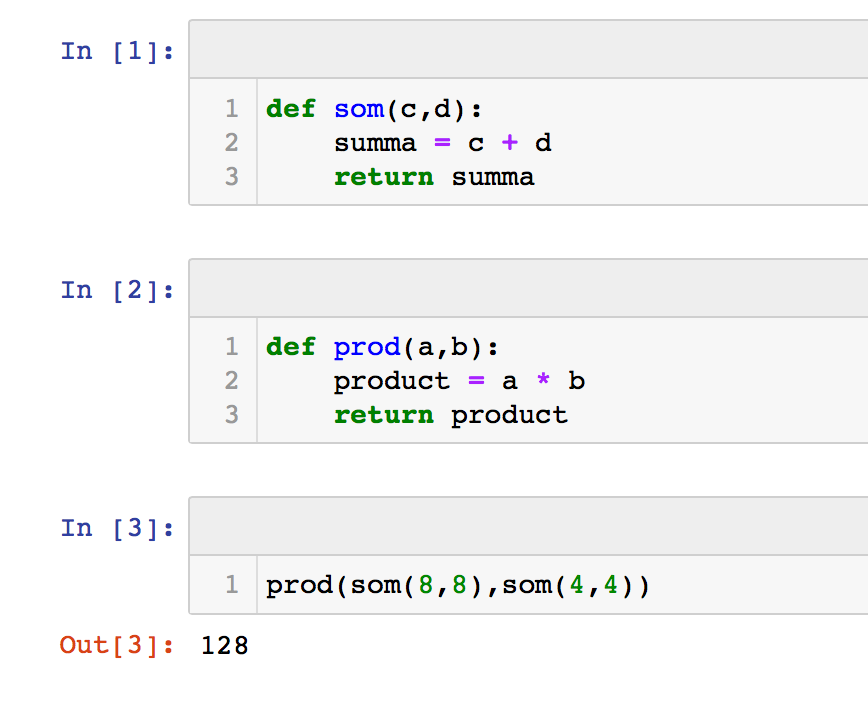 In [1]:
1 def som(c,d):
2     summa = c + d
3     return summa
In [2]:
1 def prod(a,b):
2     product = a * b
3     return product
In [3]:
1 prod(som(8,8),som(4,4))
Out[3]: 128